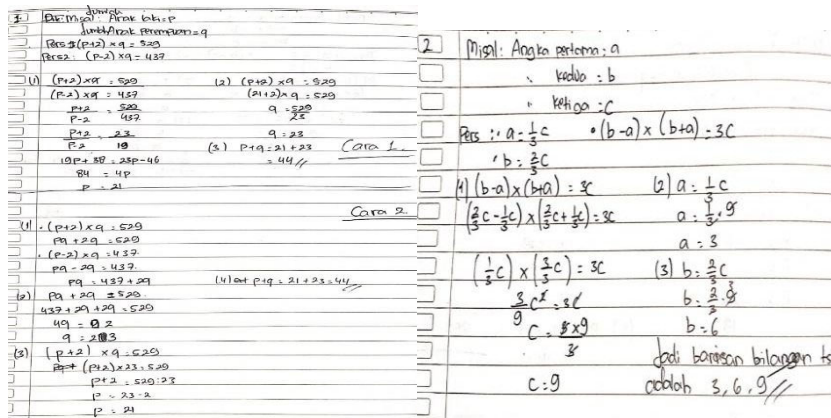 1. Misal: Jumlah Anak laki = p
Jumlah Anak perempuan = q
Pers 1: (p+2) × q = 529
Pers 2: (p-2) × q = 437
(1) (p+2) × q = 529
(p-2) × q = 437
p+2 / p-2 = 529 / 437
p+2 / p-2 = 23 / 19
19p + 38 = 23p - 46
84 = 4p
p = 21
(2) (p+2) × q = 529
(21+2) × q = 529
q = 529 / 23
q = 23
(3) p+q = 21 + 23
= 44 //
Cara 1.
Cara 2
(1) • (p+2) × q = 529
pq + 2q = 529
• (p-2) × q = 437
pq - 2q = 437.
pq = 437 + 2q
(2) pq + 2q = 529.
437 + 2q + 2q = 529
4q = 92
q = 23
(3) (p+2) × q = 529
(p+2) × 23 = 529
p+2 = 529 : 23
p = 23 - 2
p = 21
(4) p+q = 21 + 23 = 44 //
2 Misal : Angka pertama : a
" kedua : b
" ketiga : c
Pers : • a = 1/3 c • (b-a) × (b+a) = 3c
• b = 2/3 c
(1) (b-a) × (b+a) = 3c
(2/3 c - 1/3 c) × (2/3 c + 1/3 c) = 3c
(1/3 c) × (3/3 c) = 3c
3/9 c² = 3c
c = 3×9 / 3
c = 9
(2) a = 1/3 c
a = 1/3 . 9
a = 3
(3) b = 2/3 c
b = 2/3 . 9 3
b = 6
Jadi barisan bilangan ts
adalah 3, 6, 9 //